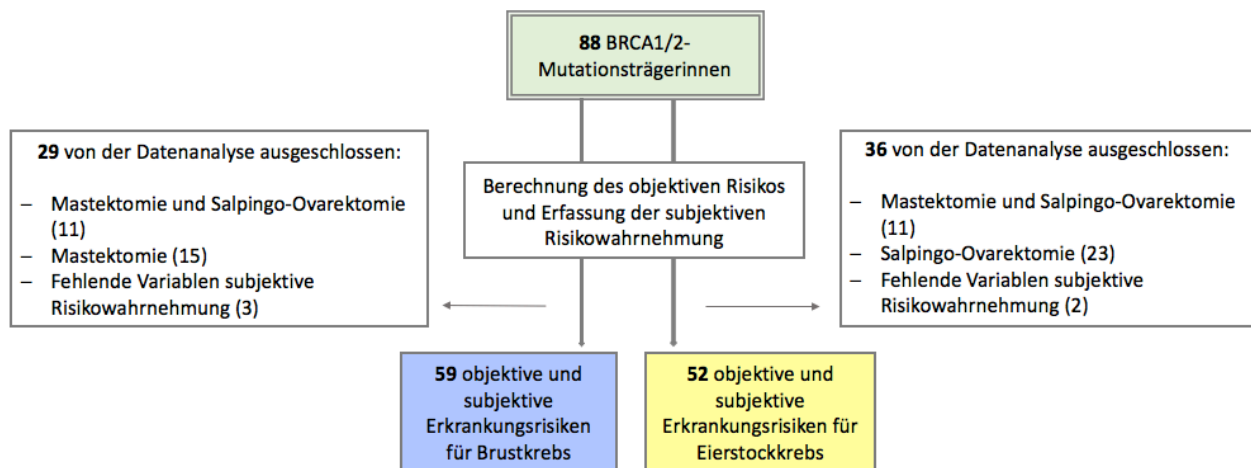 88 BRCA1/2-
Mutationsträgerinnen
29 von der Datenanalyse ausgeschlossen:
– Mastektomie und Salpingo-Ovarektomie
(11)
– Mastektomie (15)
– Fehlende Variablen subjektive
Risikowahrnehmung (3)
Berechnung des objektiven Risikos
und Erfassung der subjektiven
Risikowahrnehmung
36 von der Datenanalyse ausgeschlossen:
– Mastektomie und Salpingo-Ovarektomie
(11)
– Salpingo-Ovarektomie (23)
– Fehlende Variablen subjektive
Risikowahrnehmung (2)
59 objektive und
subjektive
Erkrankungsrisiken
für Brustkrebs
52 objektive und
subjektive
Erkrankungsrisiken für
Eierstockkrebs